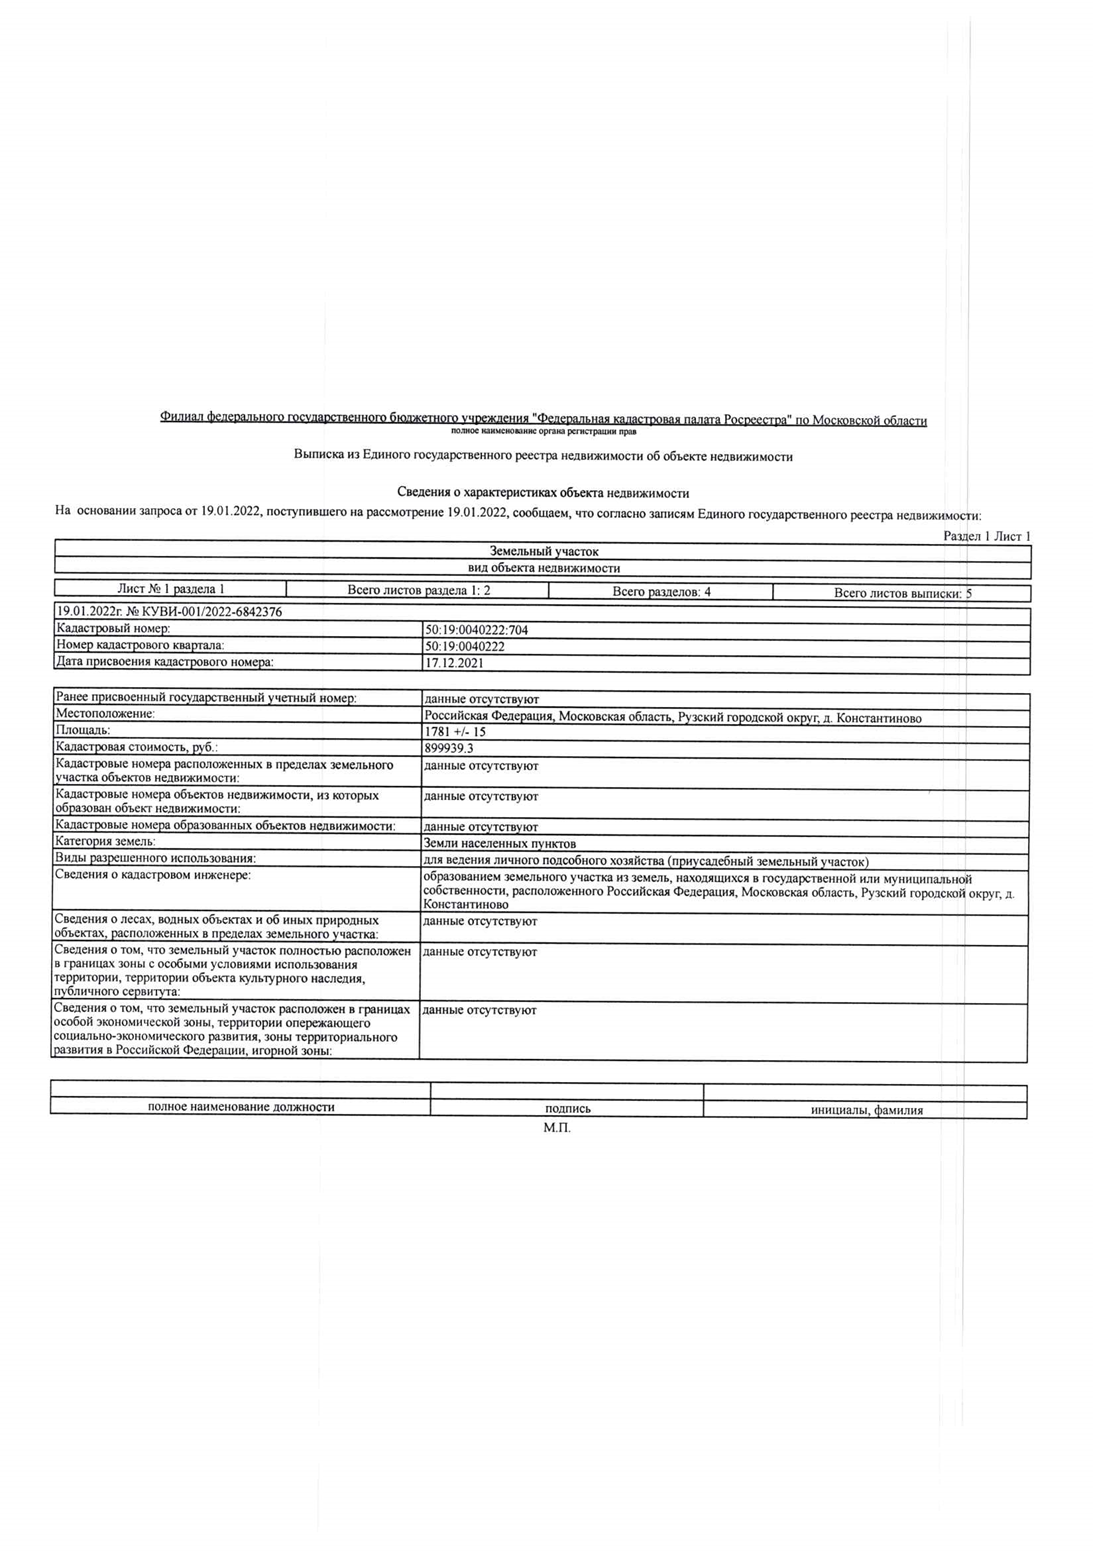 Филиал федерального государственного бюджетного учреждения "Федеральная кадастровая палата Росреестра" по Московской области
полное наименование органа регистрации прав
Выписка из Единого государственного реестра недвижимости об объекте недвижимости
Сведения о характеристиках объекта недвижимости
На основании запроса от 19.01.2022, поступившего на рассмотрение 19.01.2022, сообщаем, что согласно записям Единого государственного реестра недвижимости:
Раздел 1 Лист 1
Земельный участок
вид объекта недвижимости
Лист № 1 раздела 1 Всего листов раздела 1: 2 Всего разделов: 4 Всего листов выписки: 5
19.01.2022г. № КУВИ-001/2022-6842376
Кадастровый номер: 50:19:0040222:704
Номер кадастрового квартала: 50:19:0040222
Дата присвоения кадастрового номера: 17.12.2021
Ранее присвоенный государственный учетный номер: данные отсутствуют
Местоположение: Российская Федерация, Московская область, Рузский городской округ, д. Константиново
Площадь: 1781 +/- 15
Кадастровая стоимость, руб.: 899939.3
Кадастровые номера расположенных в пределах земельного данные отсутствуют
участка объектов недвижимости:
Кадастровые номера объектов недвижимости, из которых данные отсутствуют
образован объект недвижимости:
Кадастровые номера образованных объектов недвижимости: данные отсутствуют
Категория земель: Земли населенных пунктов
Виды разрешенного использования: для ведения личного подсобного хозяйства (приусадебный земельный участок)
Сведения о кадастровом инженере: образованием земельного участка из земель, находящихся в государственной или муниципальной
собственности, расположенного Российская Федерация, Московская область, Рузский городской округ, д.
Константиново
Сведения о лесах, водных объектах и об иных природных данные отсутствуют
объектах, расположенных в пределах земельного участка:
Сведения о том, что земельный участок полностью расположен данные отсутствуют
в границах зоны с особыми условиями использования
территории, территории объекта культурного наследия,
публичного сервитута:
Сведения о том, что земельный участок расположен в границах данные отсутствуют
особой экономической зоны, территории опережающего
социально-экономического развития, зоны территориального
развития в Российской Федерации, игорной зоны:
полное наименование должности подпись инициалы, фамилия
М.П.